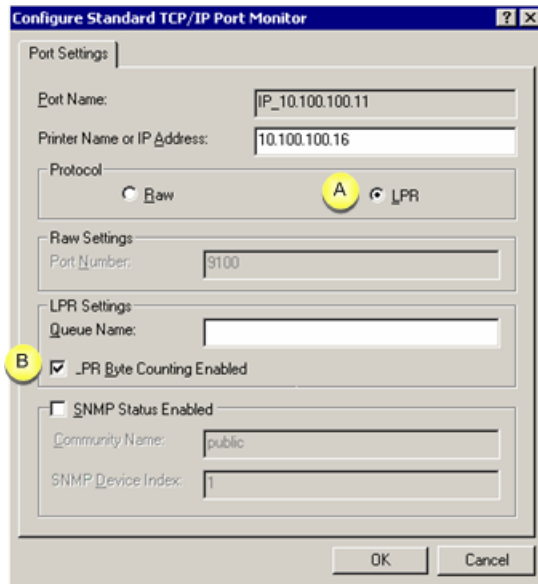 Configure Standard TCP/IP Port Monitor
Port Settings
Port Name: IP_10.100.100.11
Printer Name or IP Address: 10.100.100.16
Protocol
Raw A LPR
Raw Settings
Port Number: 9100
LPR Settings
Queue Name:
B .PR Byte Counting Enabled
SNMP Status Enabled
Community Name: public
SNMP Device Index: 1
OK Cancel